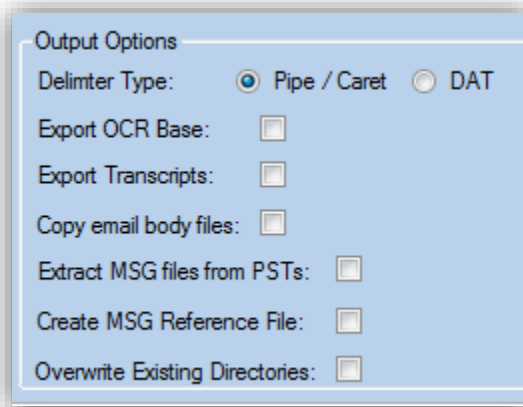 Output Options
Delimter Type: Pipe / Caret DAT
Export OCR Base:
Export Transcripts:
Copy email body files:
Extract MSG files from PSTs:
Create MSG Reference File:
Overwrite Existing Directories: